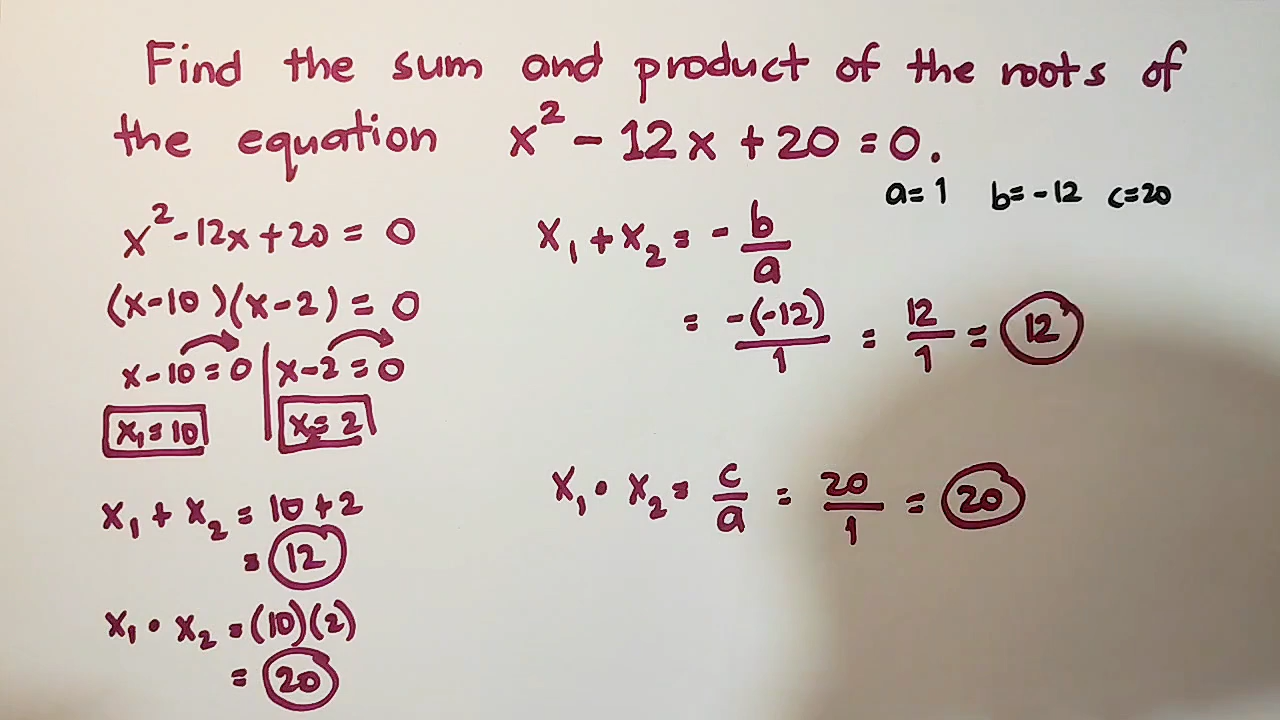 Find the sum and product of the roots of
the equation x² - 12x + 20 = 0.
a = 1 b = -12 c = 20
x² - 12x + 20 = 0
(x - 10)(x - 2) = 0
x - 10 = 0 | x - 2 = 0
x₁ = 10 x₂ = 2
x₁ + x₂ = 10 + 2
= 12
x₁ • x₂ = (10)(2)
= 20
x₁ + x₂ = - b/a
= -(-12)/1 = 12/1 = 12
x₁ • x₂ = c/a = 20/1 = 20